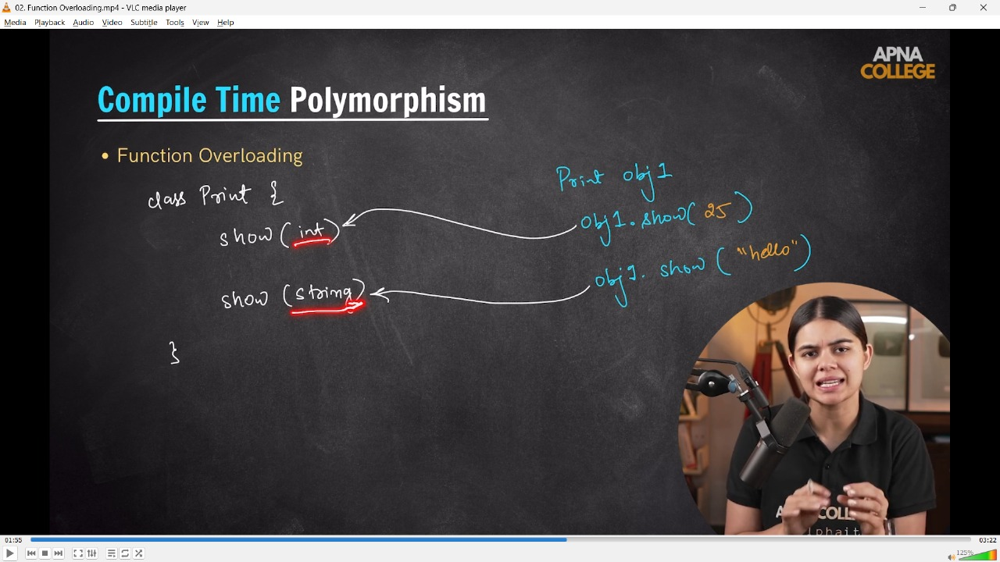 02. Function Overloading.mp4 - VLC media player
Media Playback Audio Video Subtitle Tools View Help
APNA
COLLEGE
Compile Time Polymorphism
• Function Overloading
class Print {
show (int)
show (string)
}
Print obj1
obj1.show( 25 )
obj1. show ( "hello" )
01:55
03:22
125%